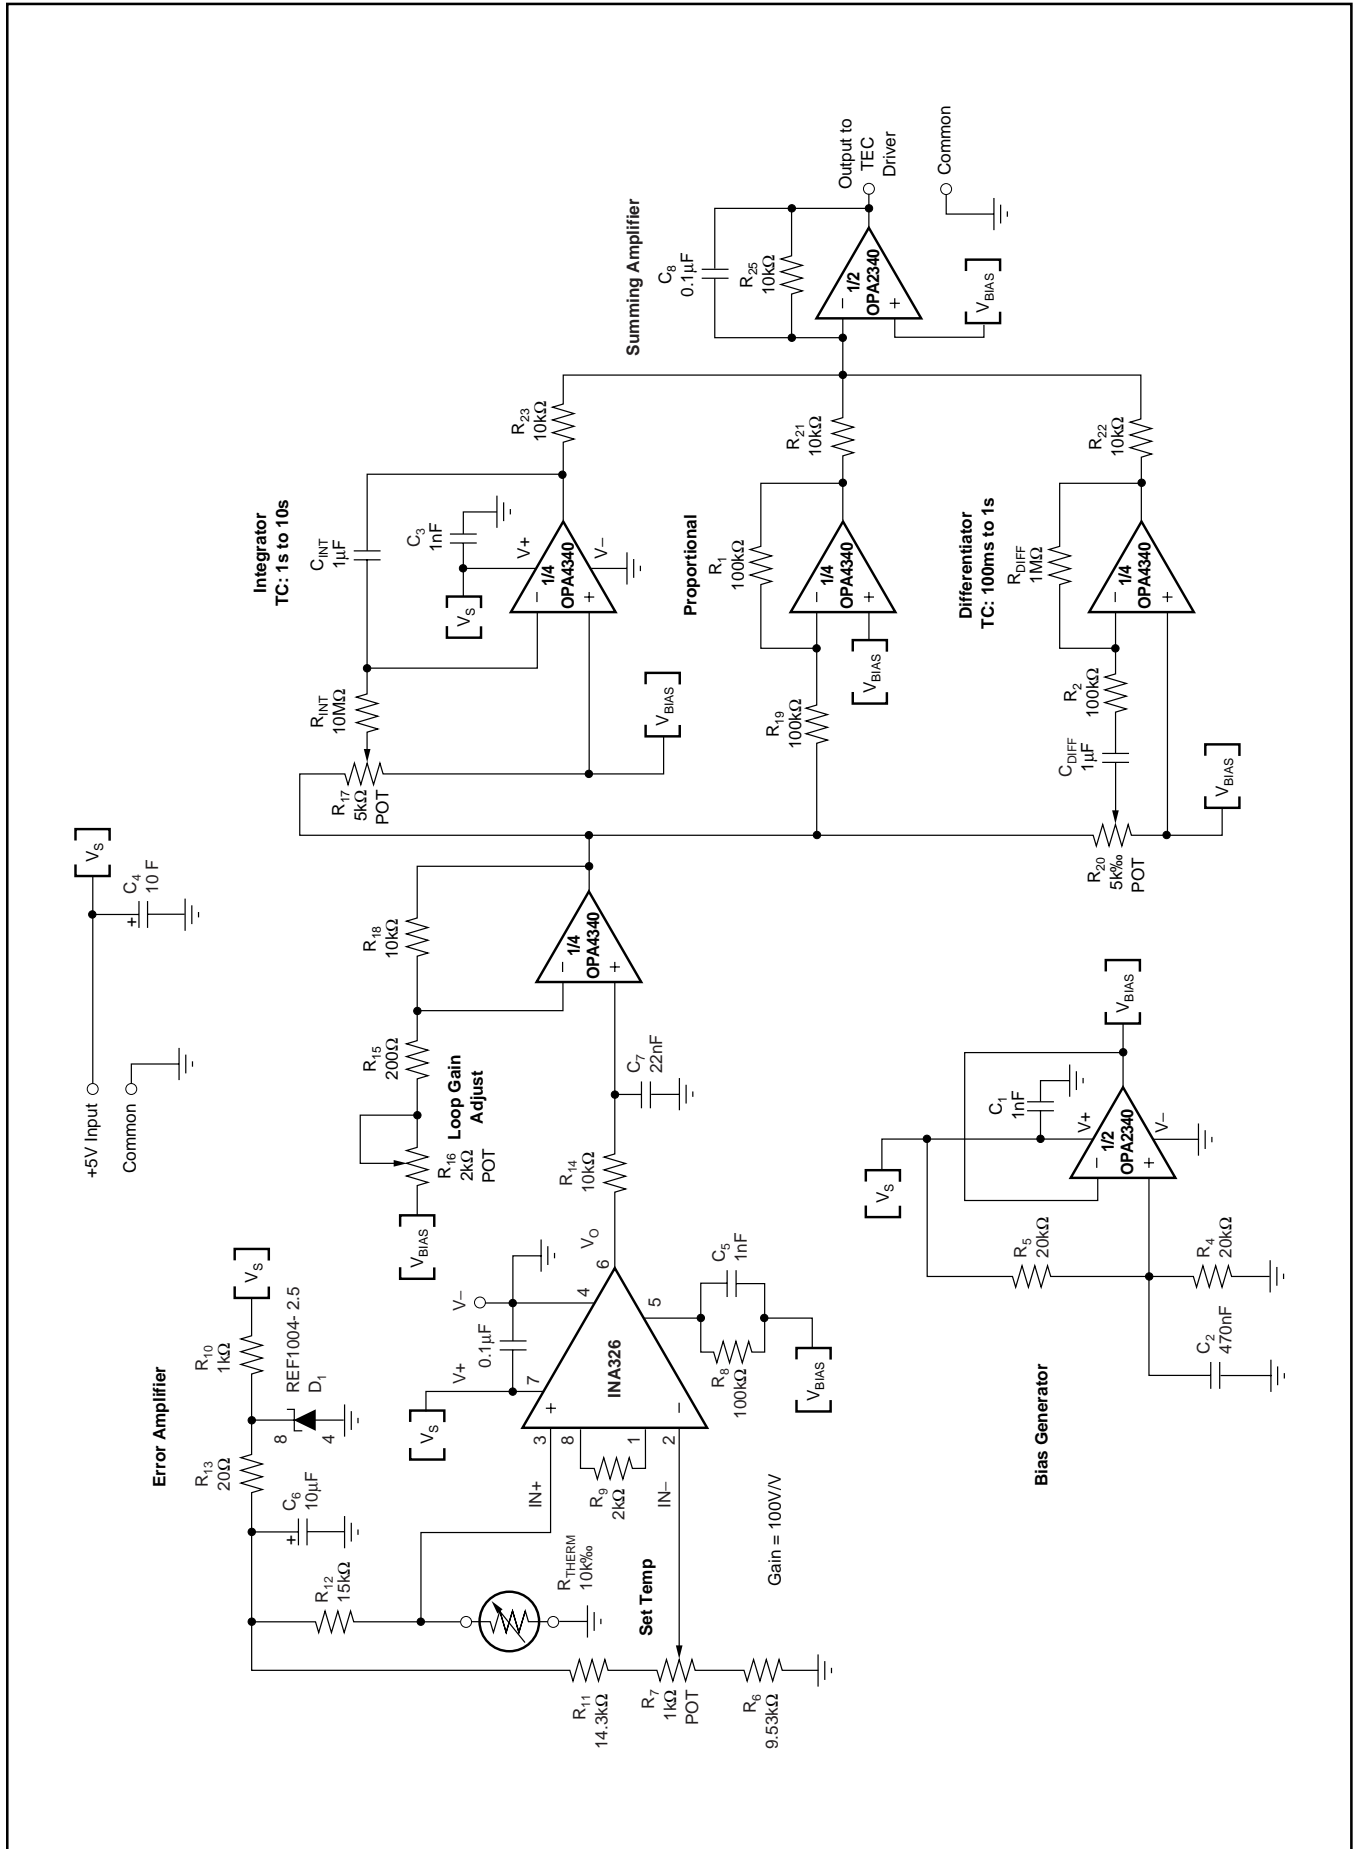 +5V Input
Common
C4
10 F
+
[VS]
Error Amplifier
R13
20Ω
R10
1kΩ
[VS]
8
4
REF1004- 2.5
D1
+
C6
10µF
R12
15kΩ
RTHERM
10k‰
R11
14.3kΩ
Set Temp
R7
1kΩ
POT
R6
9.53kΩ
Gain = 100V/V
IN+
3
8
R9
2kΩ
1
IN–
2
+
–
INA326
[VS]
V+
7
0.1µF
V–
4
6
VO
5
R8
100kΩ
C5
1nF
[VBIAS]
R14
10kΩ
C7
22nF
[VBIAS]
R16
2kΩ
POT
Loop Gain
Adjust
R15
200Ω
R18
10kΩ
–
+
1/4
OPA4340
Integrator
TC: 1s to 10s
R17
5kΩ
POT
RINT
10MΩ
CINT
1µF
[VS]
C3
1nF
V+
V–
–
+
1/4
OPA4340
[VBIAS]
R23
10kΩ
Proportional
R19
100kΩ
R1
100kΩ
–
+
1/4
OPA4340
[VBIAS]
R21
10kΩ
Differentiator
TC: 100ms to 1s
R20
5k‰
POT
CDIFF
1µF
R2
100kΩ
RDIFF
1MΩ
–
+
1/4
OPA4340
[VBIAS]
R22
10kΩ
Summing Amplifier
C8
0.1µF
R25
10kΩ
–
+
1/2
OPA2340
[VBIAS]
Output to
TEC
Driver
Common
Bias Generator
[VS]
R5
20kΩ
R4
20kΩ
C2
470nF
C1
1nF
V+
V–
–
+
1/2
OPA2340
[VBIAS]